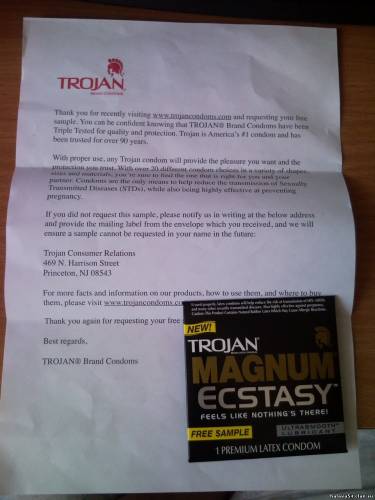 TROJAN
BRAND CONDOMS
Thank you for recently visiting www.trojancondoms.com and requesting your free
sample. You can be confident knowing that TROJAN® Brand Condoms have been
Triple Tested for quality and protection. Trojan is America's #1 condom and has
been trusted for over 90 years.
With proper use, any Trojan condom will provide the pleasure you want and the
protection you trust. With over 30 different condom choices in a variety of shapes,
sizes and materials, you're sure to find the one that is right for you and your
partner. Condoms are the only means to help reduce the transmission of Sexually
Transmitted Diseases (STDs), while also being highly effective at preventing
pregnancy.
If you did not request this sample, please notify us in writing at the below address
and provide the mailing label from the envelope which you received, and we will
ensure a sample cannot be requested in your name in the future:
Trojan Consumer Relations
469 N. Harrison Street
Princeton, NJ 08543
For more facts and information on our products, how to use them, and where to buy
them, please visit www.trojancondoms.co
Thank you again for requesting your free
Best regards,
TROJAN® Brand Condoms
NEW!
TROJAN
MAGNUM
ECSTASY™
FEELS LIKE NOTHING'S THERE!
FREE SAMPLE
ULTRASMOOTH
LUBRICANT
1 PREMIUM LATEX CONDOM